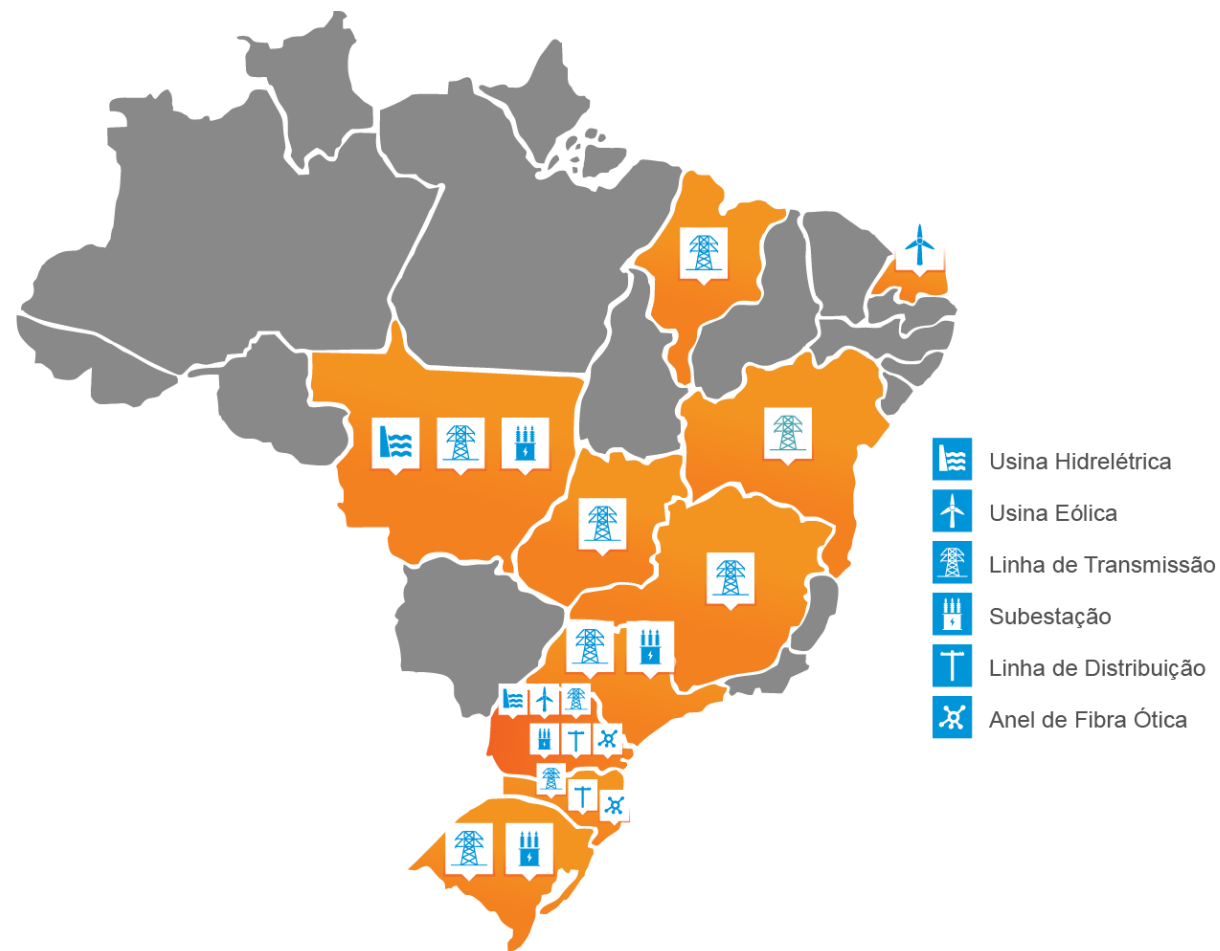 Usina Hidrelétrica
Usina Eólica
Linha de Transmissão
Subestação
Linha de Distribuição
Anel de Fibra Ótica